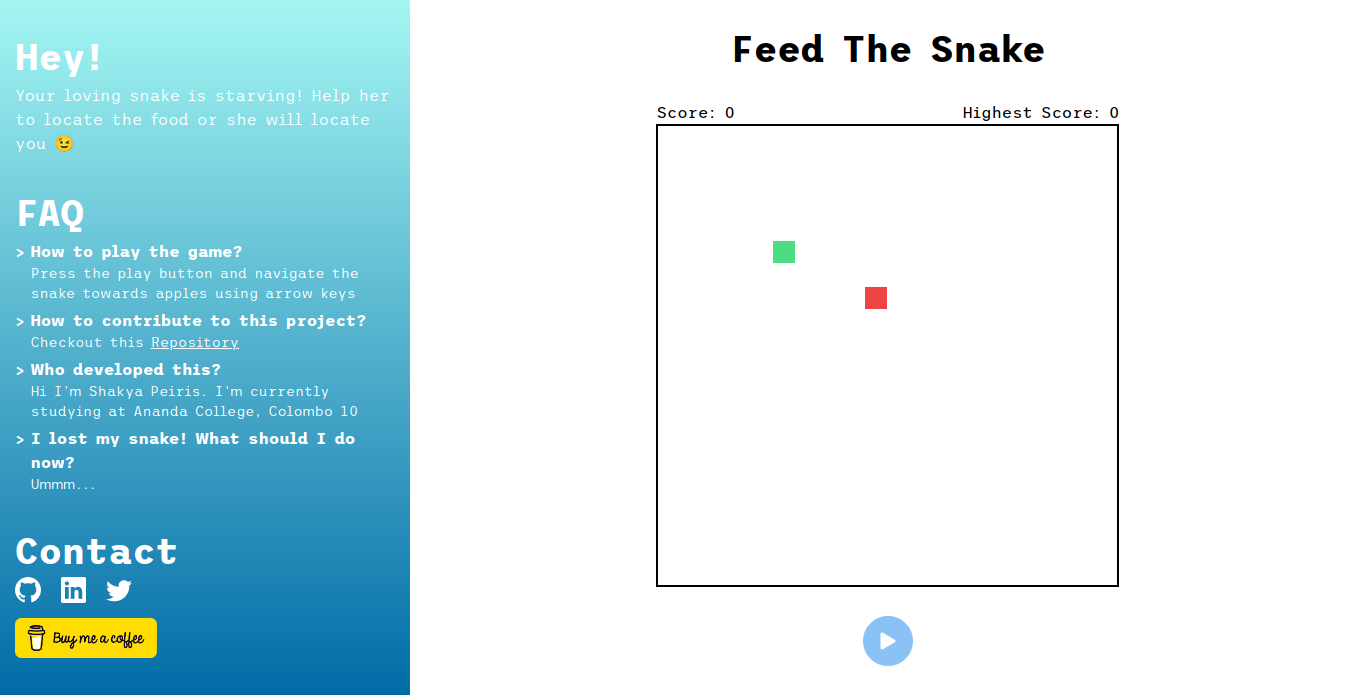 Hey!
Your loving snake is starving! Help her
to locate the food or she will locate
you 😉
FAQ
> How to play the game?
Press the play button and navigate the
snake towards apples using arrow keys
> How to contribute to this project?
Checkout this Repository
> Who developed this?
Hi I'm Shakya Peiris. I'm currently
studying at Ananda College, Colombo 10
> I lost my snake! What should I do
now?
Ummm...
Contact
in
Buy me a coffee
Feed The Snake
Score: 0
Highest Score: 0